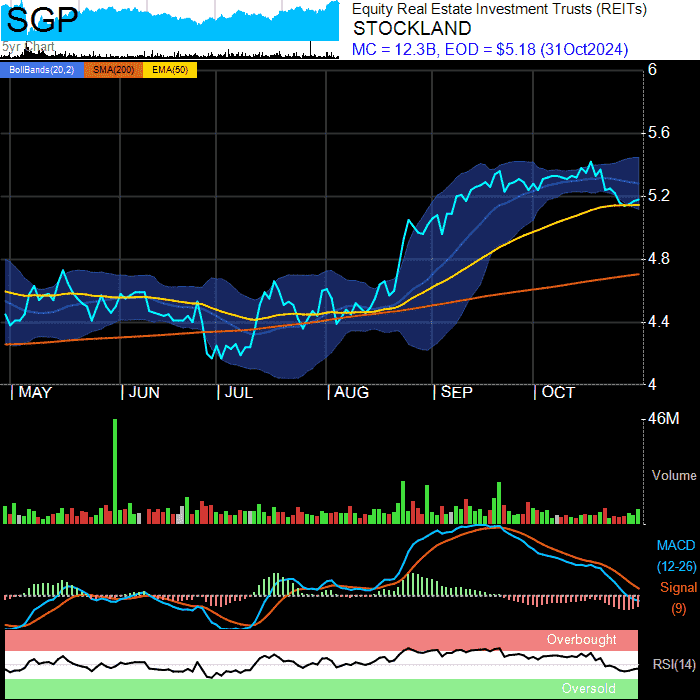 SGP
5yr Chart
Equity Real Estate Investment Trusts (REITs)
STOCKLAND
MC = 12.3B, EOD = $5.18 (31Oct2024)
BollBands(20,2) SMA(200) EMA(50)
6
5.6
5.2
4.8
4.4
4
MAY JUN JUL AUG SEP OCT
46M
Volume
MACD
(12-26)
Signal
(9)
Overbought
RSI(14)
Oversold